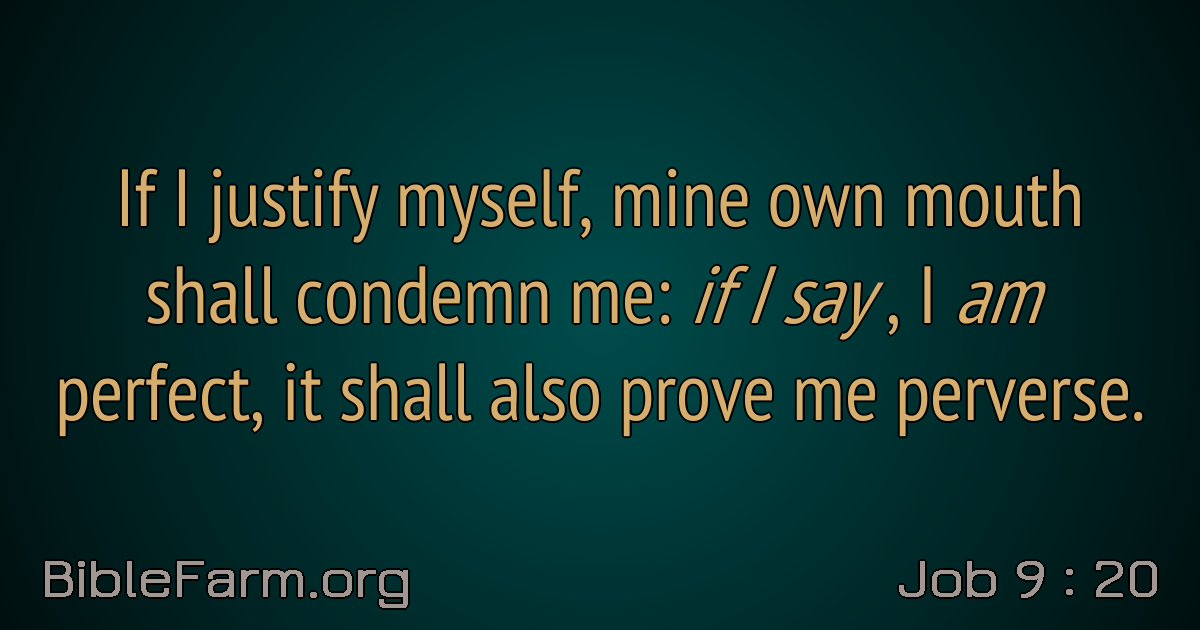 If I justify myself, mine own mouth
shall condemn me: if I say , I am
perfect, it shall also prove me perverse.
BibleFarm.org
Job 9 : 20